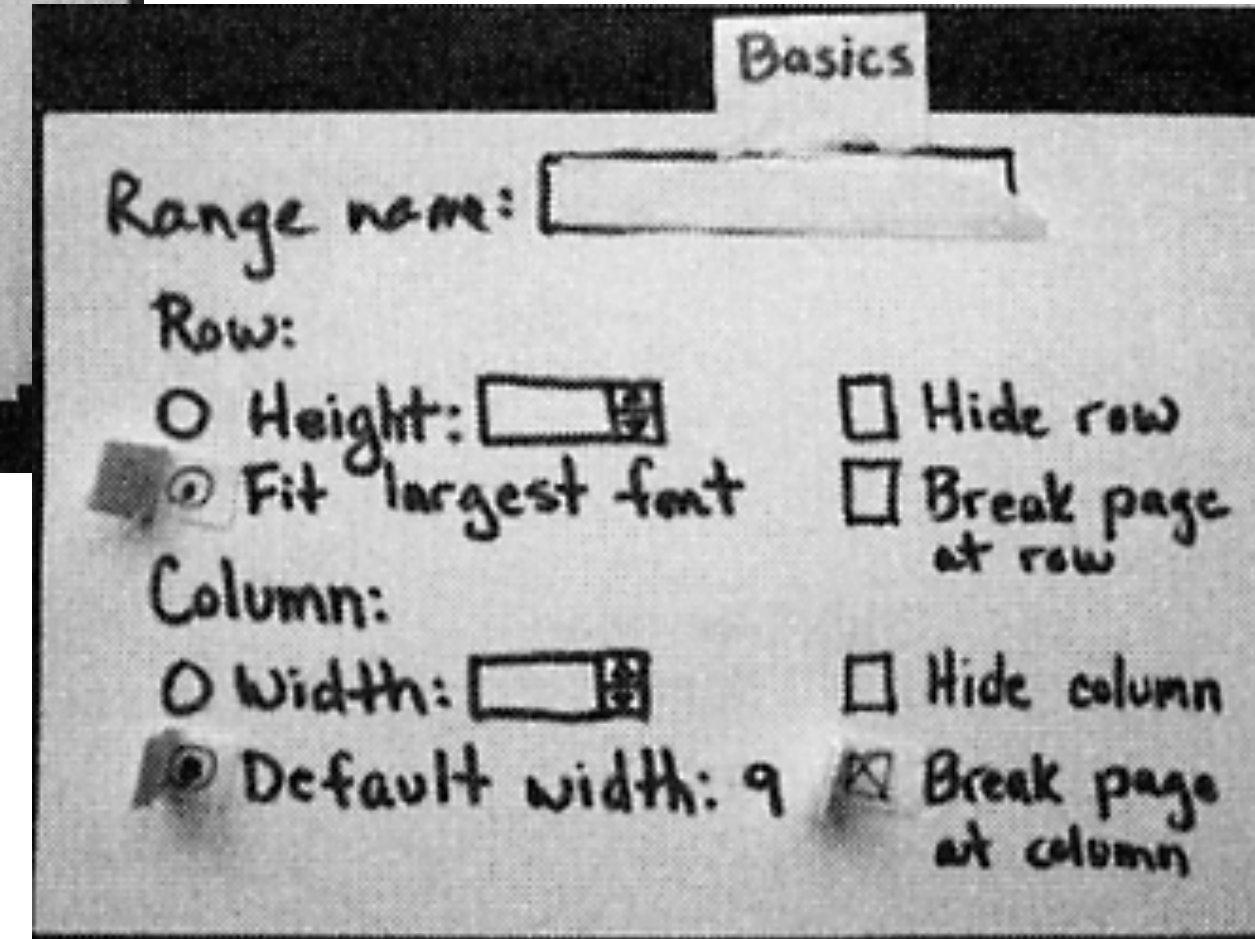 Basics
Range name:
Row:
Height:
Hide row
Fit largest font
Break page
at row
Column:
Width:
Hide column
Default width: 9
Break page
at column